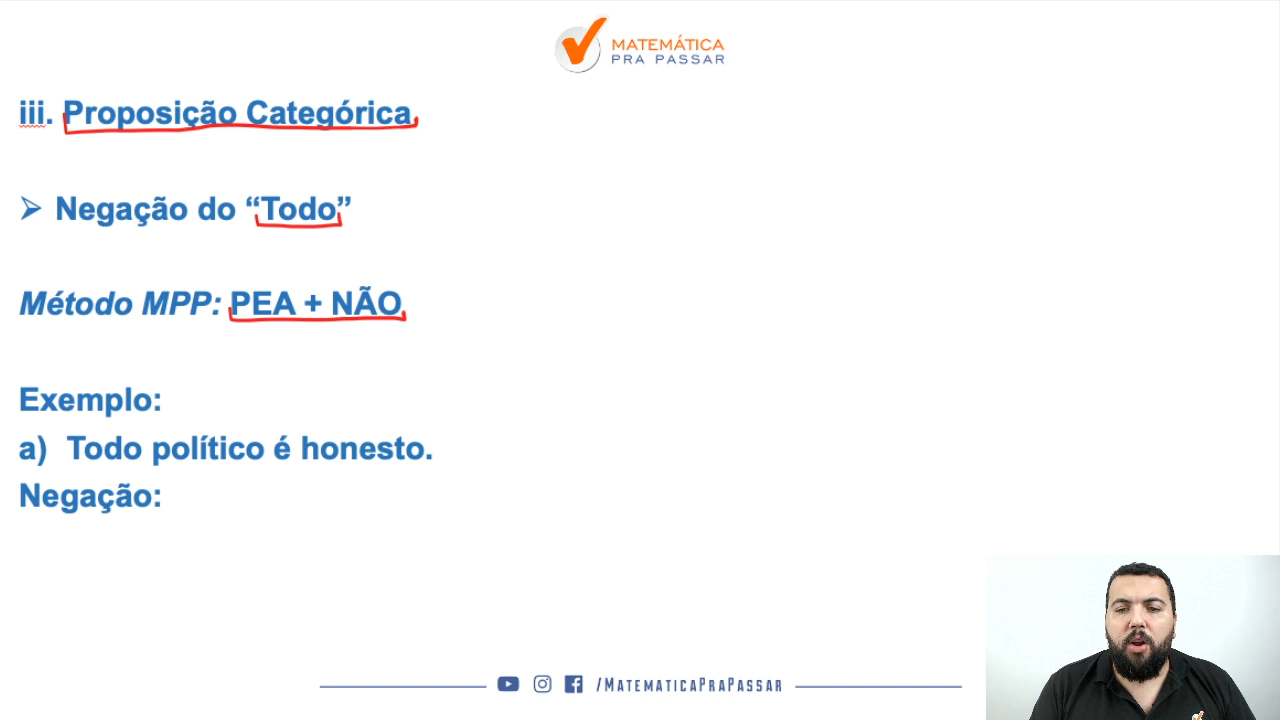 MATEMÁTICA
PRA PASSAR
iii. Proposição Categórica
➢ Negação do “Todo”
Método MPP: PEA + NÃO
Exemplo:
a) Todo político é honesto.
Negação:
/MATEMATICAPRAPASSAR